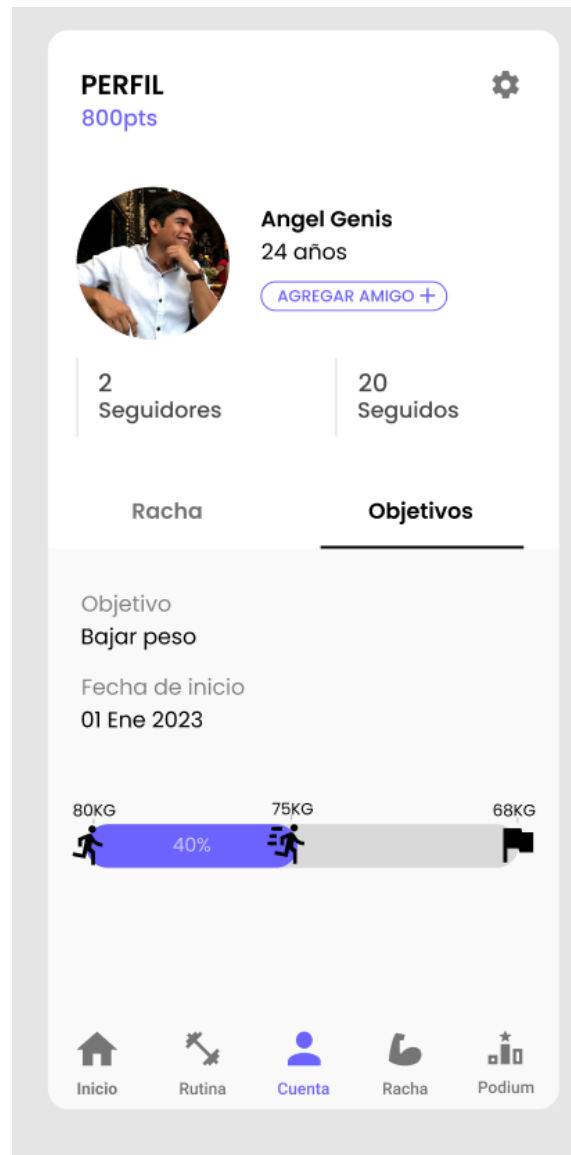 PERFIL
800pts
Angel Genis
24 años
AGREGAR AMIGO +
2
Seguidores
20
Seguidos
Racha
Objetivos
Objetivo
Bajar peso
Fecha de inicio
01 Ene 2023
80KG
75KG
68KG
40%
Inicio
Rutina
Cuenta
Racha
Podium